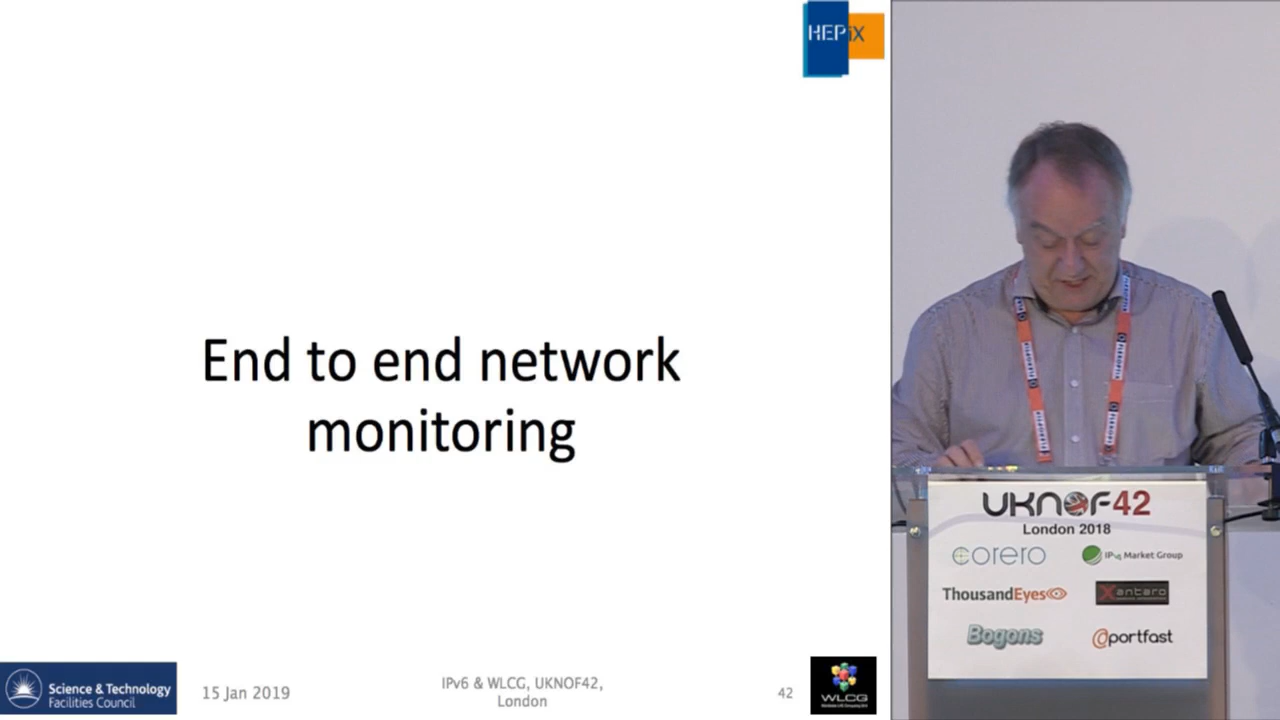 HEPiX
End to end network
monitoring
Science & Technology
Facilities Council
15 Jan 2019
IPv6 & WLCG, UKNOF42,
London
42
WLCG
UKNOF42
London 2018
corero
IPv4 Market Group
ThousandEyes
Xantaro
Bogons
portfast